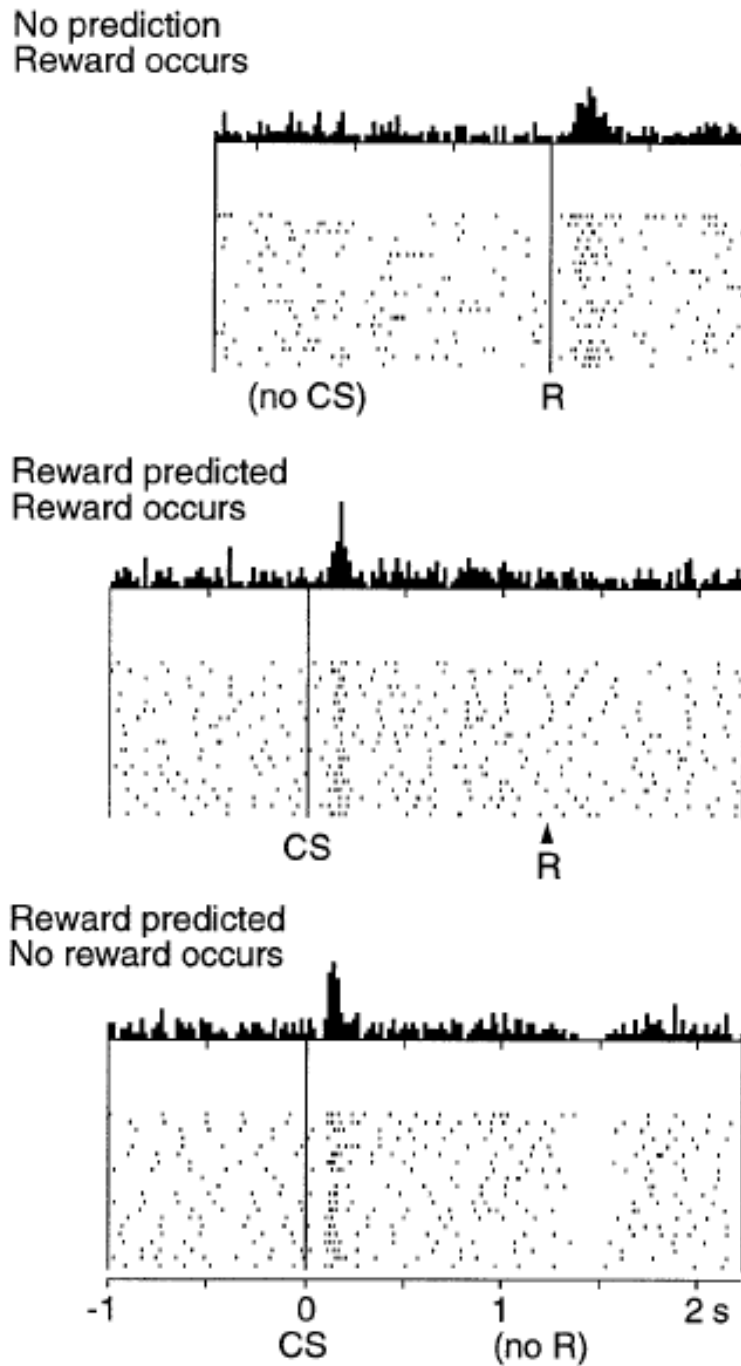 No prediction
Reward occurs
(no CS) R
Reward predicted
Reward occurs
CS R
Reward predicted
No reward occurs
-1 0 1 2 s
CS (no R)